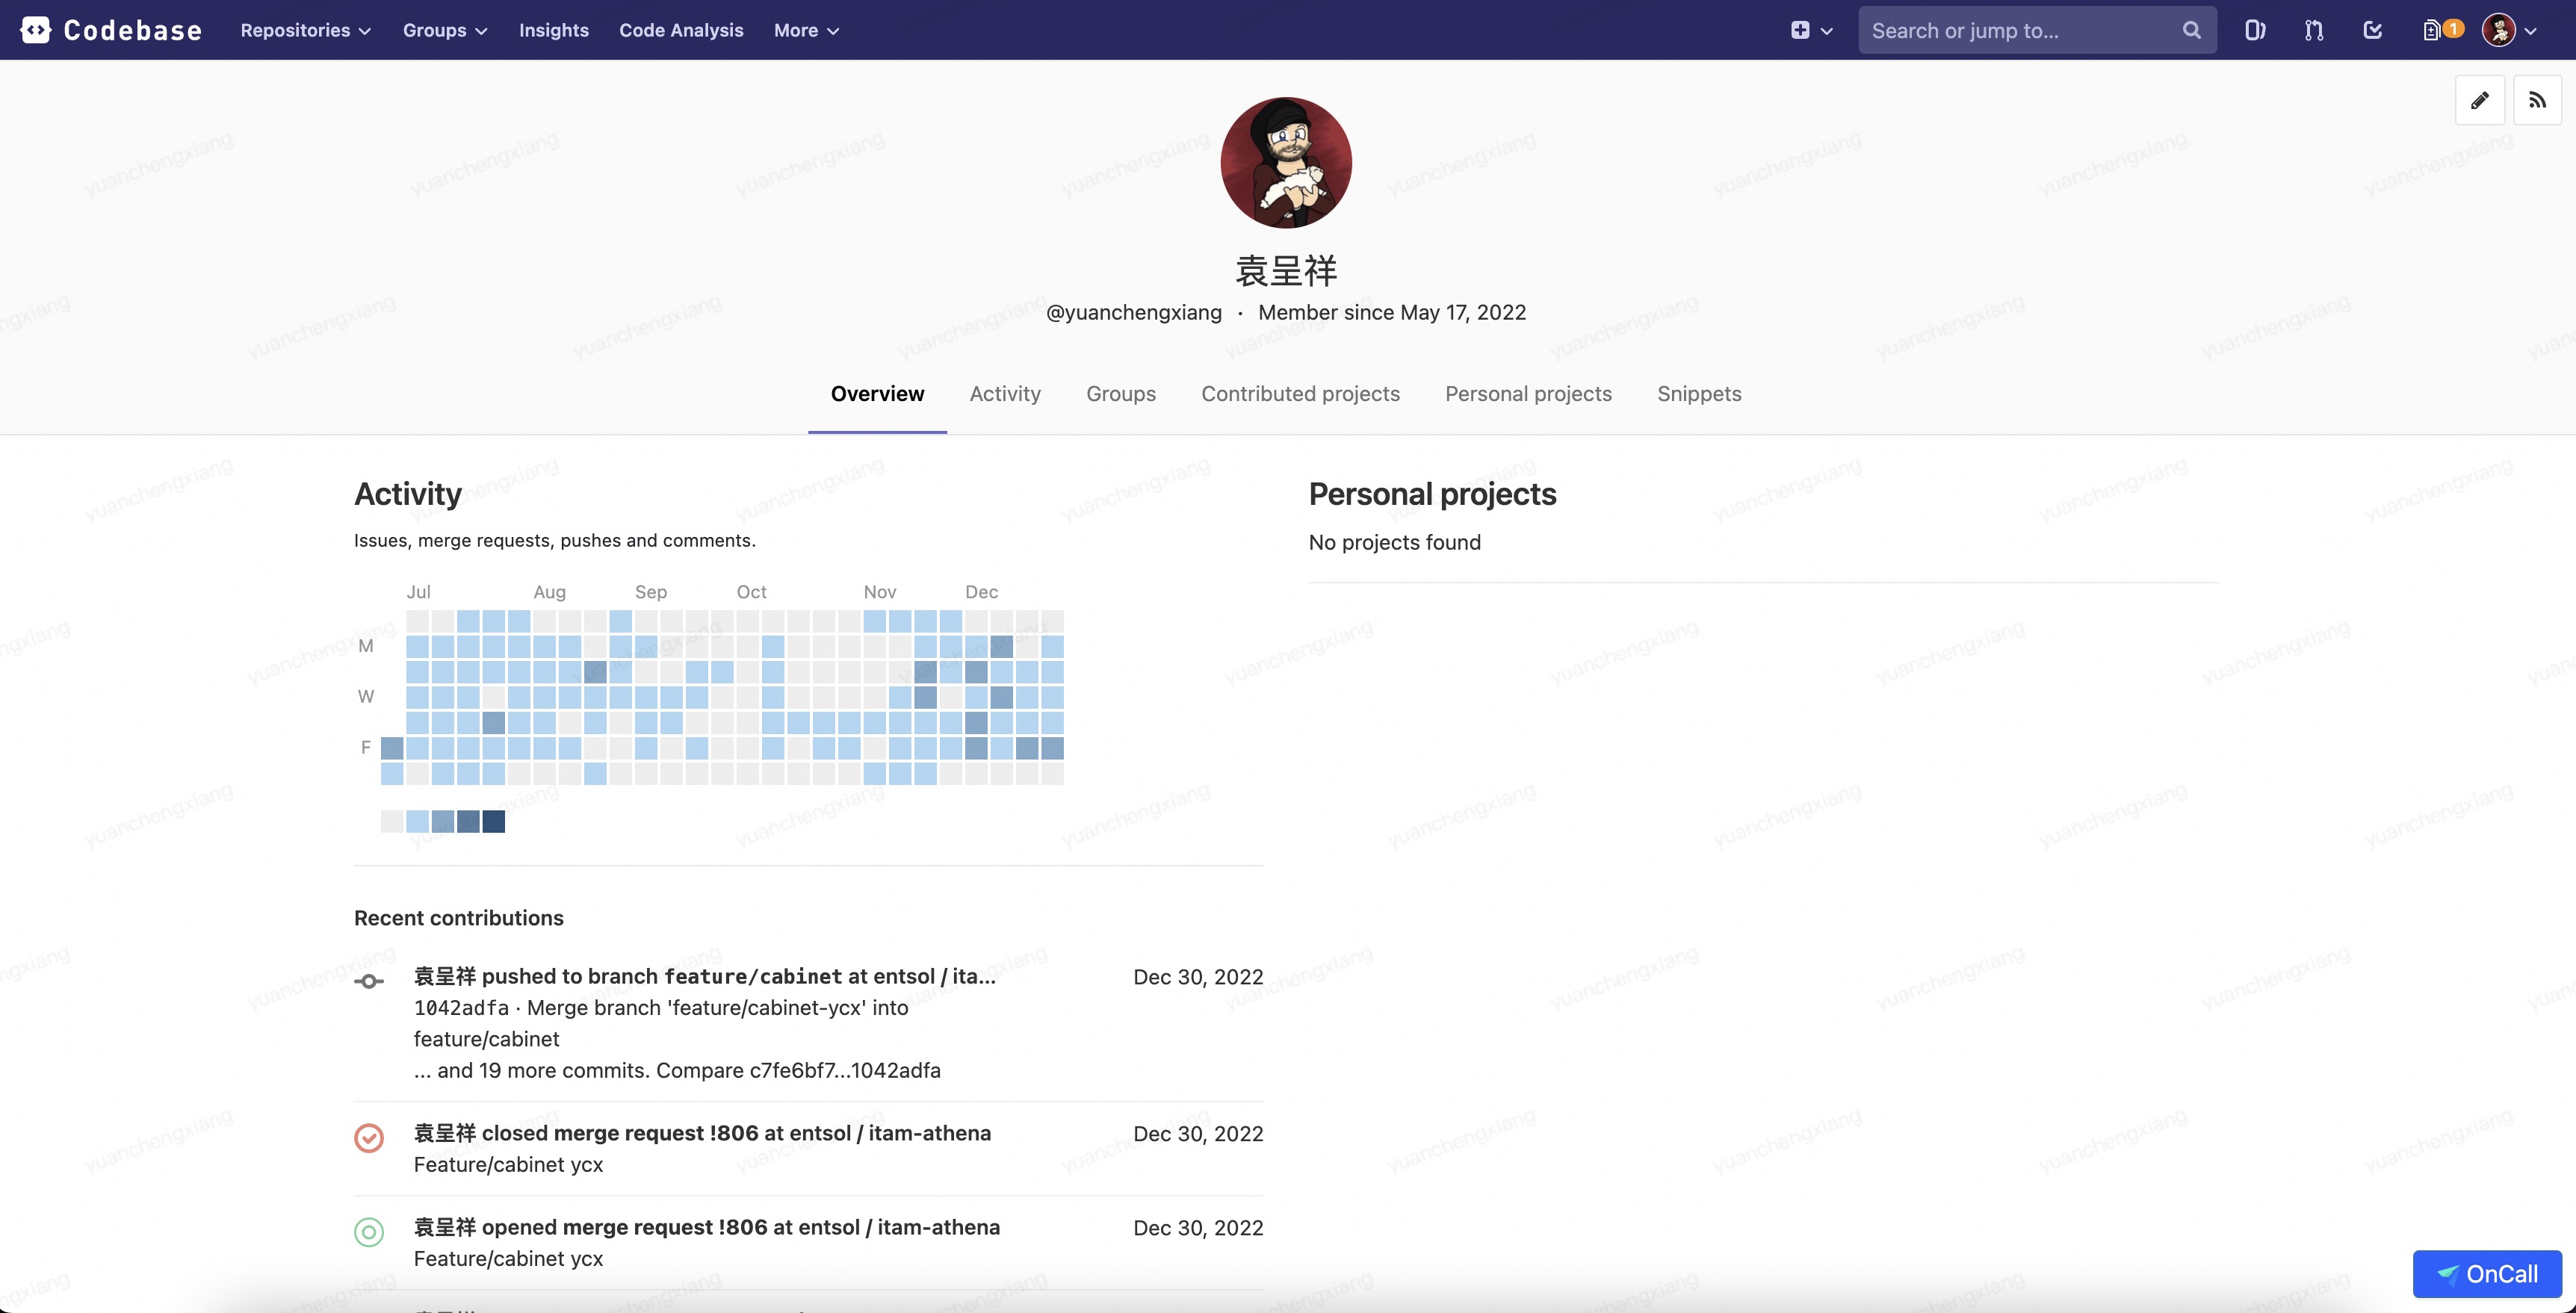 Codebase
Repositories Groups Insights Code Analysis More
Search or jump to...
1
袁呈祥
@yuanchengxiang · Member since May 17, 2022
Overview Activity Groups Contributed projects Personal projects Snippets
Activity
Issues, merge requests, pushes and comments.
Jul Aug Sep Oct Nov Dec
M
W
F
Recent contributions
袁呈祥 pushed to branch feature/cabinet at entsol / ita...
Dec 30, 2022
1042adfa · Merge branch 'feature/cabinet-ycx' into
feature/cabinet
... and 19 more commits. Compare c7fe6bf7...1042adfa
袁呈祥 closed merge request !806 at entsol / itam-athena
Dec 30, 2022
Feature/cabinet ycx
袁呈祥 opened merge request !806 at entsol / itam-athena
Dec 30, 2022
Feature/cabinet ycx
Personal projects
No projects found
OnCall
yuanchengxiang